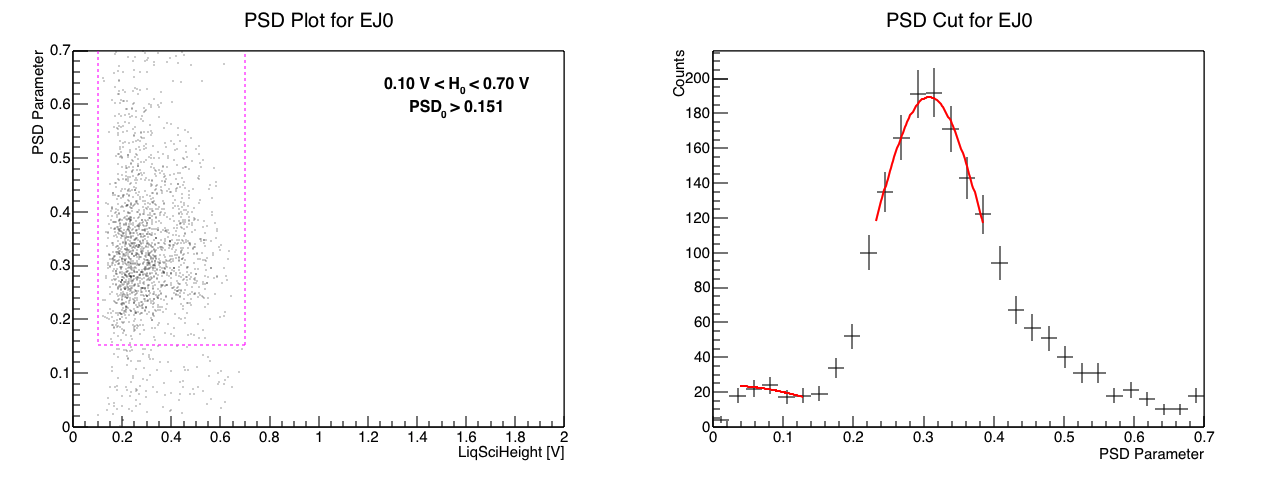 PSD Plot for EJ0
PSD Parameter
0.7
0.6
0.5
0.4
0.3
0.2
0.1
0
0.10 V < H0 < 0.70 V
PSD0 > 0.151
0 0.2 0.4 0.6 0.8 1 1.2 1.4 1.6 1.8 2
LiqSciHeight [V]
PSD Cut for EJ0
Counts
200
180
160
140
120
100
80
60
40
20
0
0 0.1 0.2 0.3 0.4 0.5 0.6 0.7
PSD Parameter